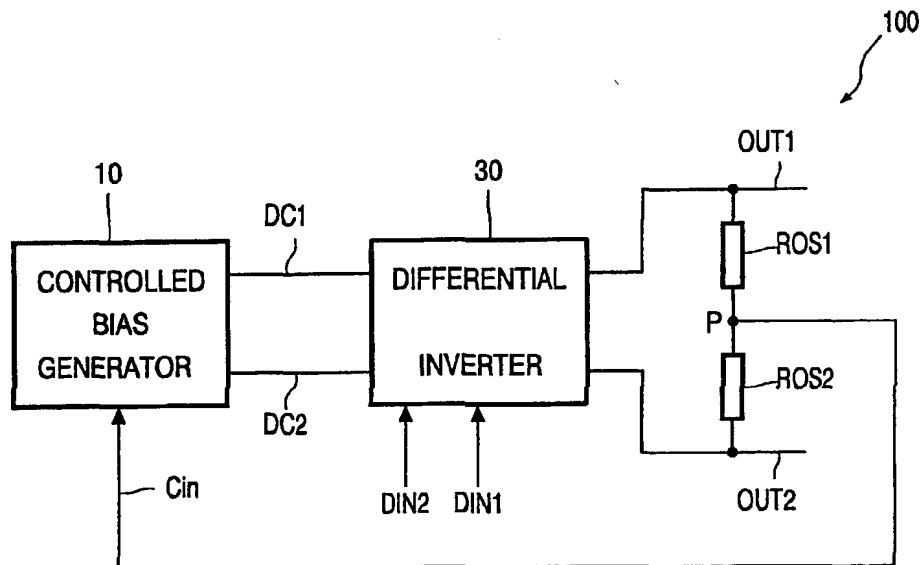 100
OUT1
10
30
DC1
ROS1
CONTROLLED
BIAS
GENERATOR
DIFFERENTIAL
INVERTER
P
ROS2
DC2
Cin
DIN2
DIN1
OUT2